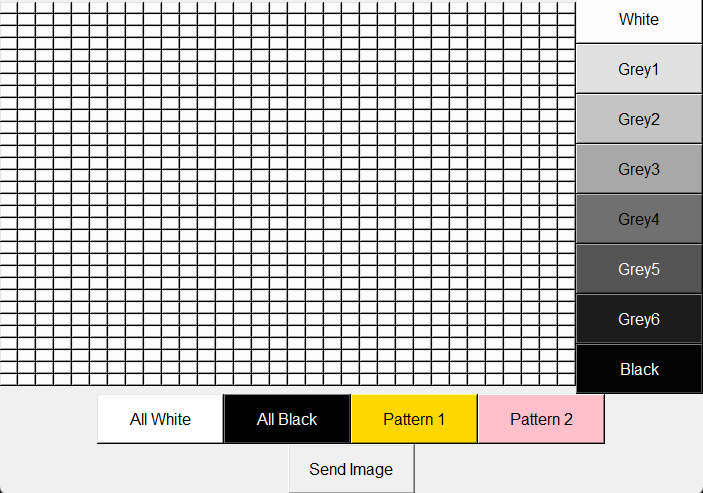 White
Grey1
Grey2
Grey3
Grey4
Grey5
Grey6
Black
All White
All Black
Pattern 1
Pattern 2
Send Image